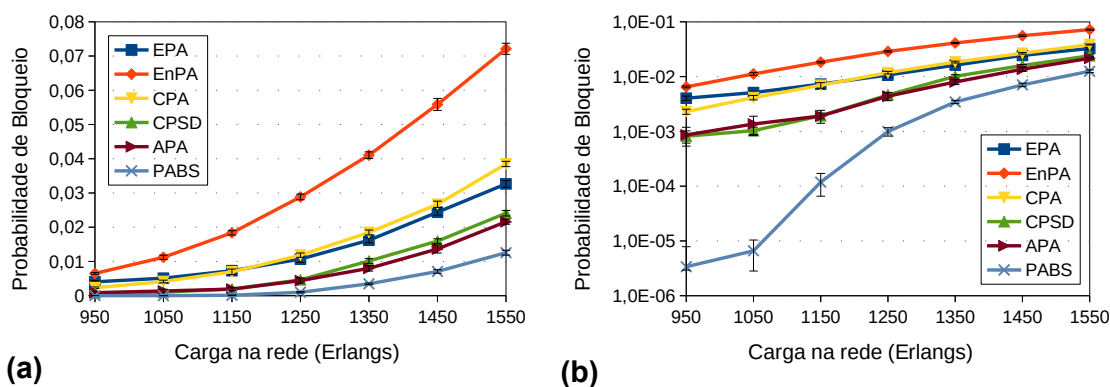 0,08
0,07
0,06
0,05
0,04
0,03
0,02
0,01
0
Probabilidade de Bloqueio
EPA
EnPA
CPA
CPSD
APA
PABS
950 1050 1150 1250 1350 1450 1550
Carga na rede (Erlangs)
(a)
1,0E-01
1,0E-02
1,0E-03
1,0E-04
1,0E-05
1,0E-06
Probabilidade de Bloqueio
EPA
EnPA
CPA
CPSD
APA
PABS
950 1050 1150 1250 1350 1450 1550
Carga na rede (Erlangs)
(b)